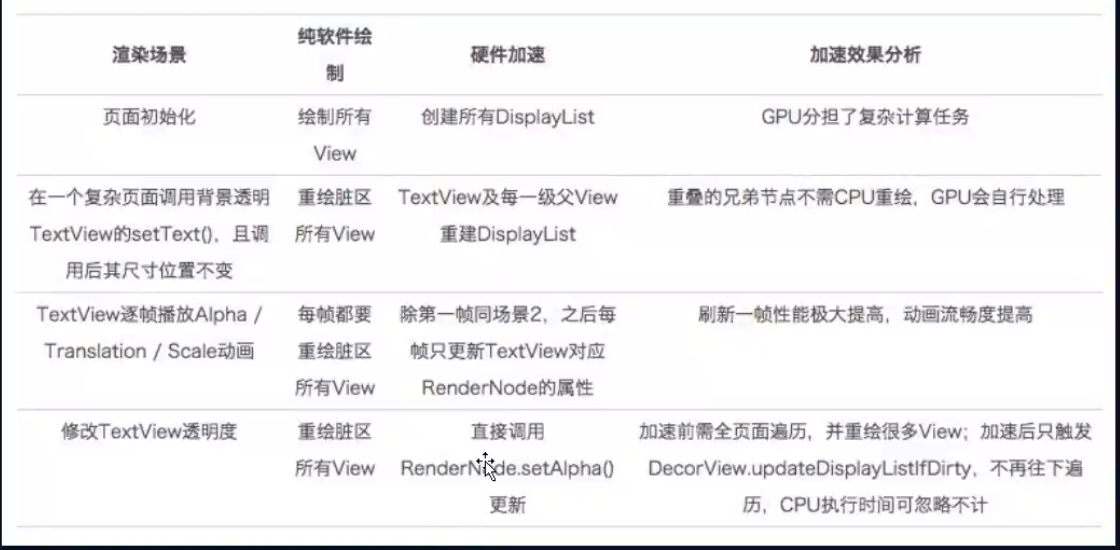 渲染场景 纯软件绘制 硬件加速 加速效果分析
页面初始化 绘制所有View 创建所有DisplayList GPU分担了复杂计算任务
在一个复杂页面调用背景透明TextView的setText()，且调用后其尺寸位置不变 重绘脏区所有View TextView及每一级父View重建DisplayList 重叠的兄弟节点不需CPU重绘，GPU会自行处理
TextView逐帧播放Alpha / Translation / Scale动画 每帧都要重绘脏区所有View 除第一帧同场景2，之后每帧只更新TextView对应RenderNode的属性 刷新一帧性能极大提高，动画流畅度提高
修改TextView透明度 重绘脏区所有View 直接调用RenderNode.setAlpha()更新 加速前需全页面遍历，并重绘很多View；加速后只触发DecorView.updateDisplayListIfDirty，不再往下遍历，CPU执行时间可忽略不计